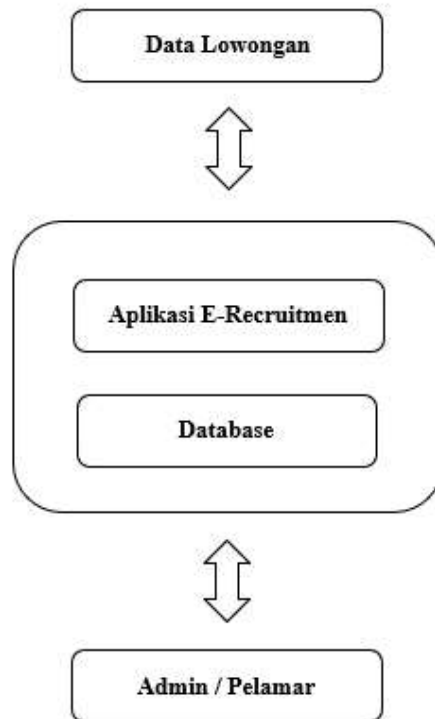 Data Lowongan
Aplikasi E-Recruitmen
Database
Admin / Pelamar